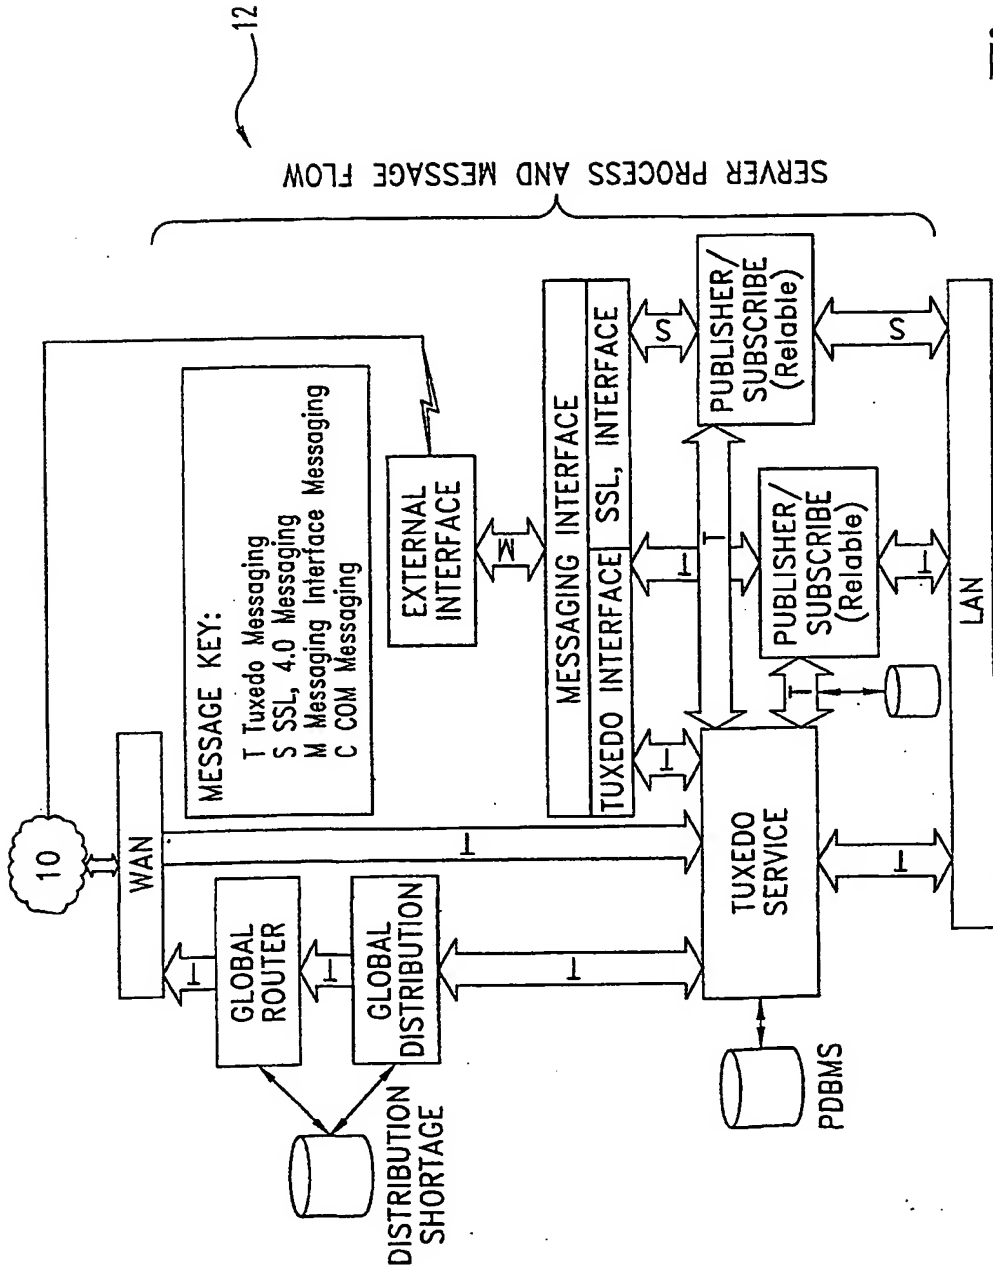 12
SERVER PROCESS AND MESSAGE FLOW
10
WAN
MESSAGE KEY:
T Tuxedo Messaging
S SSL, 4.0 Messaging
M Messaging Interface Messaging
C COM Messaging
GLOBAL
ROUTER
T
T
GLOBAL
DISTRIBUTION
DISTRIBUTION
SHORTAGE
T
T
EXTERNAL
INTERFACE
M
MESSAGING INTERFACE
TUXEDO INTERFACE
SSL, INTERFACE
T
T
S
T
TUXEDO
SERVICE
PDBMS
T
PUBLISHER/
SUBSCRIBE
(Relable)
PUBLISHER/
SUBSCRIBE
(Relable)
T
T
S
LAN